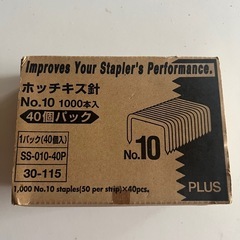 Improves Your Stapler's Performance.
ホッチキス針
No.10 1000本入
40個パック
1パック(40個入)
SS-010-40P
30-115
No.10
PLUS
1,000 No.10 staples(50 per strip)×40pcs.